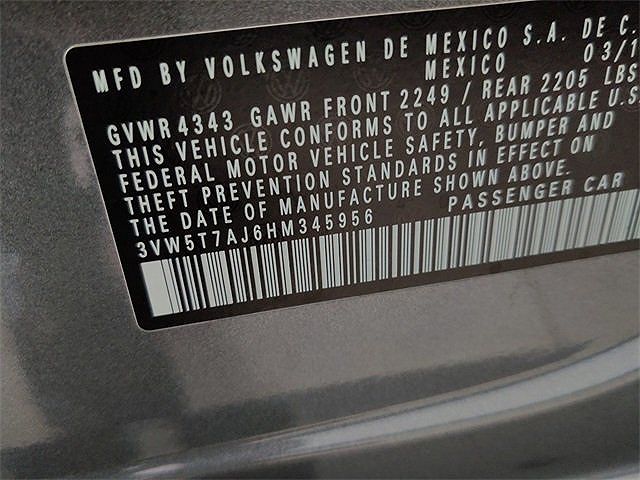 MFD BY VOLKSWAGEN DE MEXICO S.A. DE C.
MEXICO 03/1
GVWR 4343 GAWR FRONT 2249 / REAR 2205 LBS
THIS VEHICLE CONFORMS TO ALL APPLICABLE U.S
FEDERAL MOTOR VEHICLE SAFETY, BUMPER AND
THEFT PREVENTION STANDARDS IN EFFECT ON
THE DATE OF MANUFACTURE SHOWN ABOVE.
3VW5T7AJ6HM345956 PASSENGER CAR